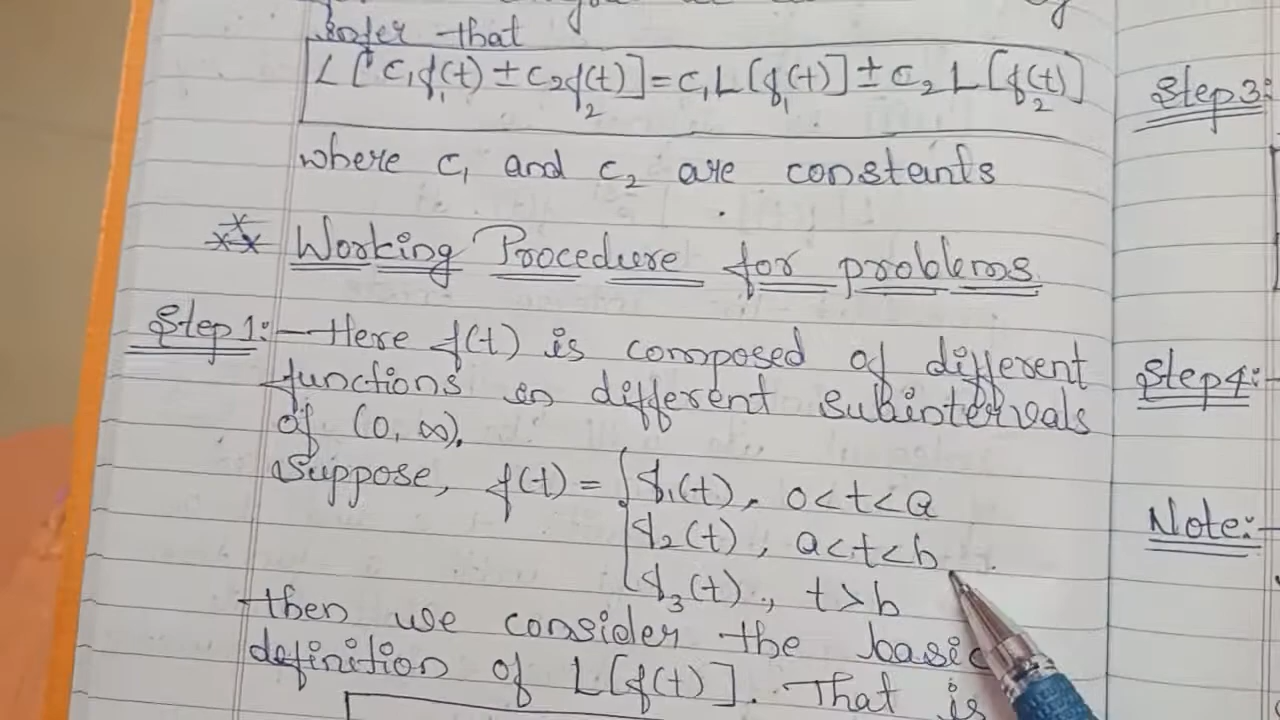 infer that
L[c₁f₁(t) ± c₂f₂(t)] = c₁L[f₁(t)] ± c₂ L[f₂(t)]
where c₁ and c₂ are constants
Working Procedure for problems.
Step 1:- Here f(t) is composed of different
functions in different subintervals
of (0, ∞).
Suppose, f(t) = { f₁(t), 0<t<a
f₂(t), a<t<b
f₃(t), t>b
then we consider the basic
definition of L[f(t)]. That is
Step 3:
Step 4:-
Note:-